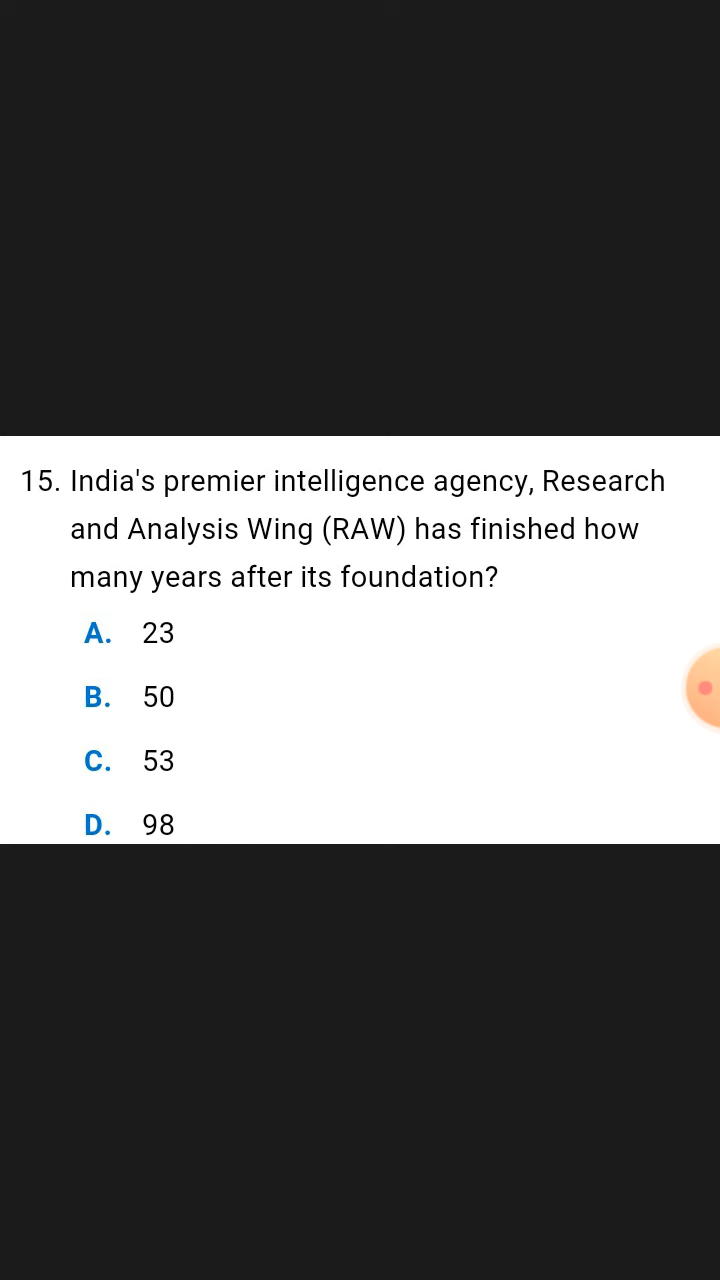 15. India's premier intelligence agency, Research
and Analysis Wing (RAW) has finished how
many years after its foundation?
A. 23
B. 50
C. 53
D. 98